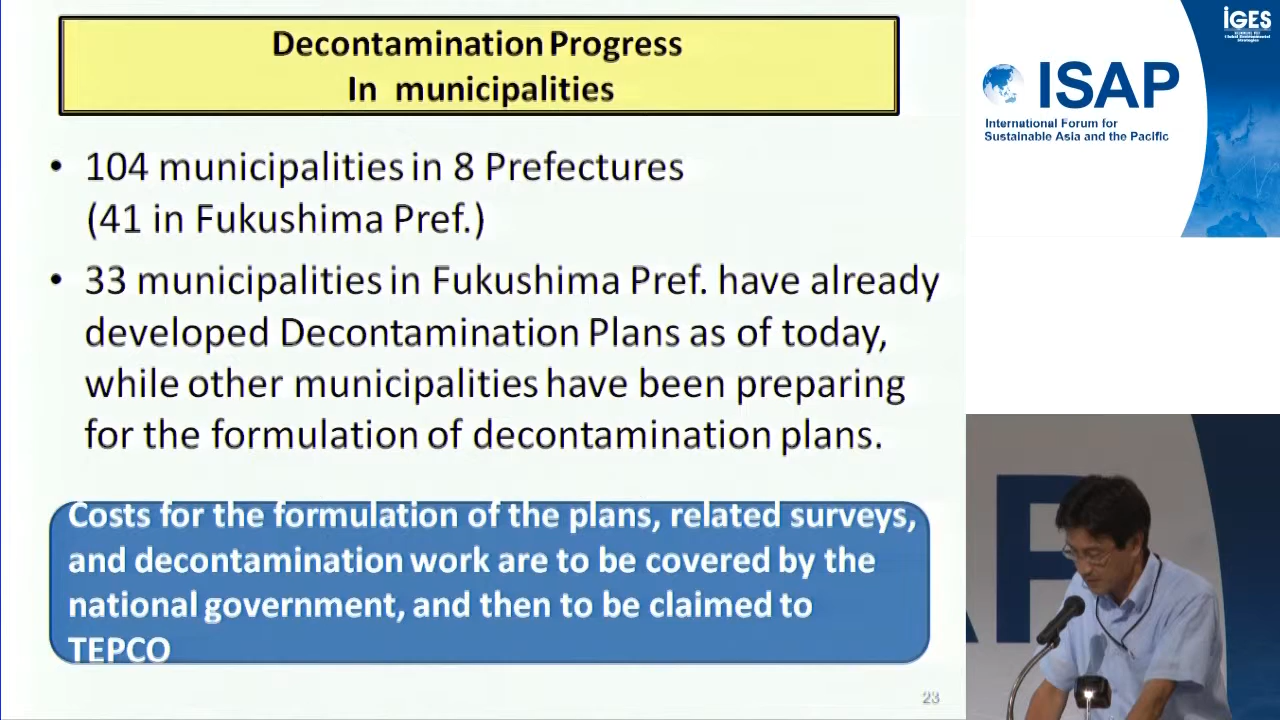 Decontamination Progress
In municipalities
• 104 municipalities in 8 Prefectures
(41 in Fukushima Pref.)
• 33 municipalities in Fukushima Pref. have already
developed Decontamination Plans as of today,
while other municipalities have been preparing
for the formulation of decontamination plans.
Costs for the formulation of the plans, related surveys,
and decontamination work are to be covered by the
national government, and then to be claimed to
TEPCO
23
IGES
ISAP
International Forum for
Sustainable Asia and the Pacific
AP